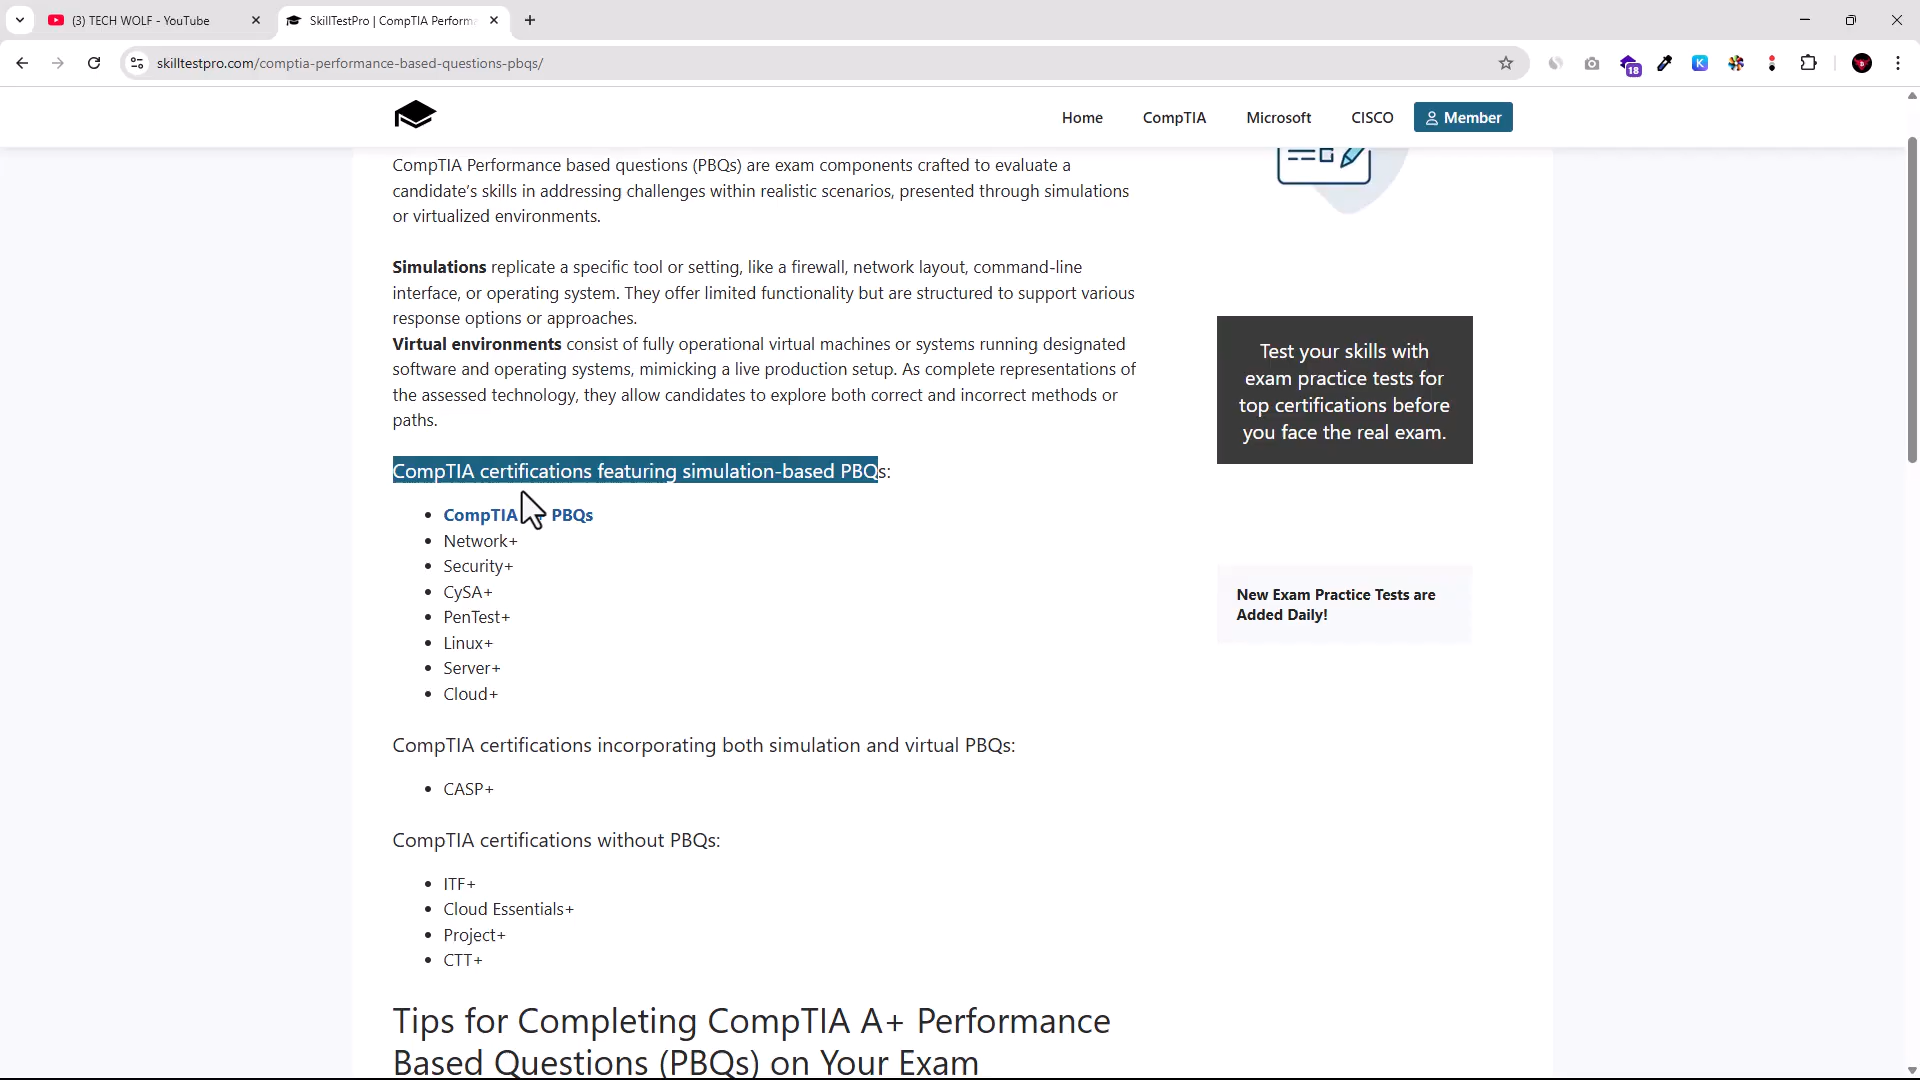 (3) TECH WOLF - YouTube
SkillTestPro | CompTIA Performa
skilltestpro.com/comptia-performance-based-questions-pbqs/
18
K
Home
CompTIA
Microsoft
CISCO
Member
CompTIA Performance based questions (PBQs) are exam components crafted to evaluate a
candidate's skills in addressing challenges within realistic scenarios, presented through simulations
or virtualized environments.
Simulations replicate a specific tool or setting, like a firewall, network layout, command-line
interface, or operating system. They offer limited functionality but are structured to support various
response options or approaches.
Virtual environments consist of fully operational virtual machines or systems running designated
software and operating systems, mimicking a live production setup. As complete representations of
the assessed technology, they allow candidates to explore both correct and incorrect methods or
paths.
CompTIA certifications featuring simulation-based PBQs:
CompTIA PBQs
Network+
Security+
CySA+
PenTest+
Linux+
Server+
Cloud+
CompTIA certifications incorporating both simulation and virtual PBQs:
CASP+
CompTIA certifications without PBQs:
ITF+
Cloud Essentials+
Project+
CTT+
Tips for Completing CompTIA A+ Performance
Based Questions (PBQs) on Your Exam
Test your skills with
exam practice tests for
top certifications before
you face the real exam.
New Exam Practice Tests are
Added Daily!